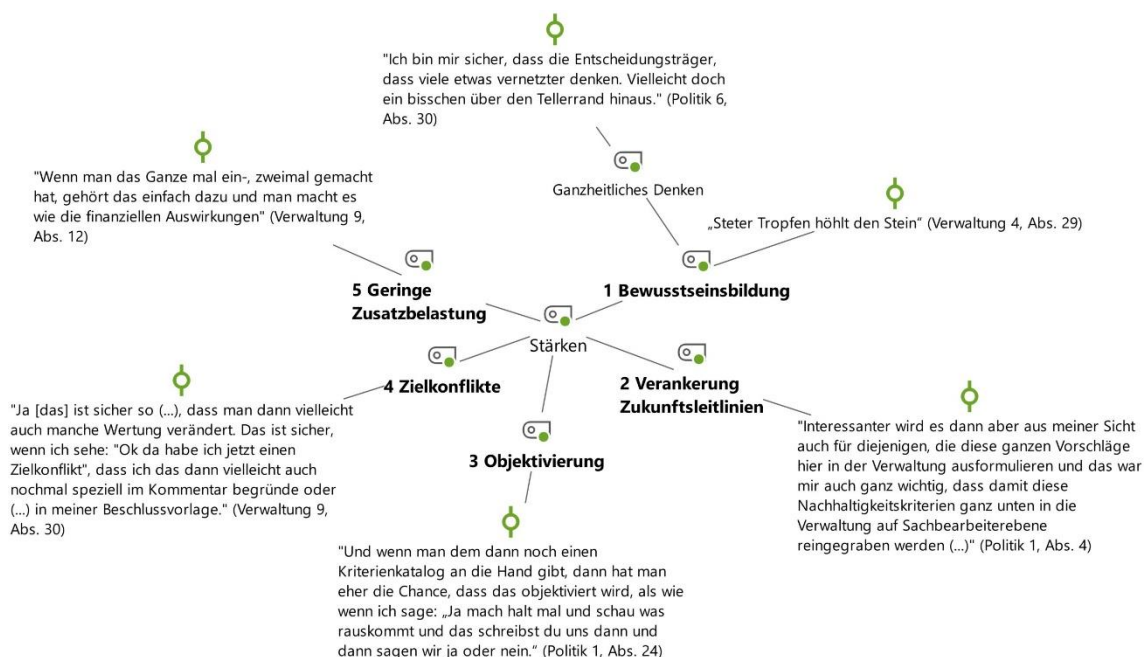 "Ich bin mir sicher, dass die Entscheidungsträger,
dass viele etwas vernetzter denken. Vielleicht doch
ein bisschen über den Tellerrand hinaus." (Politik 6,
Abs. 30)
Ganzheitliches Denken
"Wenn man das Ganze mal ein-, zweimal gemacht
hat, gehört das einfach dazu und man macht es
wie die finanziellen Auswirkungen" (Verwaltung 9,
Abs. 12)
„Steter Tropfen höhlt den Stein“ (Verwaltung 4, Abs. 29)
5 Geringe
Zusatzbelastung
1 Bewusstseinsbildung
Stärken
4 Zielkonflikte
2 Verankerung
Zukunftsleitlinien
3 Objektivierung
"Ja [das] ist sicher so (...), dass man dann vielleicht
auch manche Wertung verändert. Das ist sicher,
wenn ich sehe: "Ok da habe ich jetzt einen
Zielkonflikt", dass ich das dann vielleicht auch
nochmal speziell im Kommentar begründe oder
(...) in meiner Beschlussvorlage." (Verwaltung 9,
Abs. 30)
"Interessanter wird es dann aber aus meiner Sicht
auch für diejenigen, die diese ganzen Vorschläge
hier in der Verwaltung ausformulieren und das war
mir auch ganz wichtig, dass damit diese
Nachhaltigkeitskriterien ganz unten in die
Verwaltung auf Sachbearbeiterebene
reingegraben werden (...)" (Politik 1, Abs. 4)
"Und wenn man dem dann noch einen
Kriterienkatalog an die Hand gibt, dann hat man
eher die Chance, dass das objektiviert wird, als wie
wenn ich sage: „Ja mach halt mal und schau was
rauskommt und das schreibst du uns dann und
dann sagen wir ja oder nein.“ (Politik 1, Abs. 24)